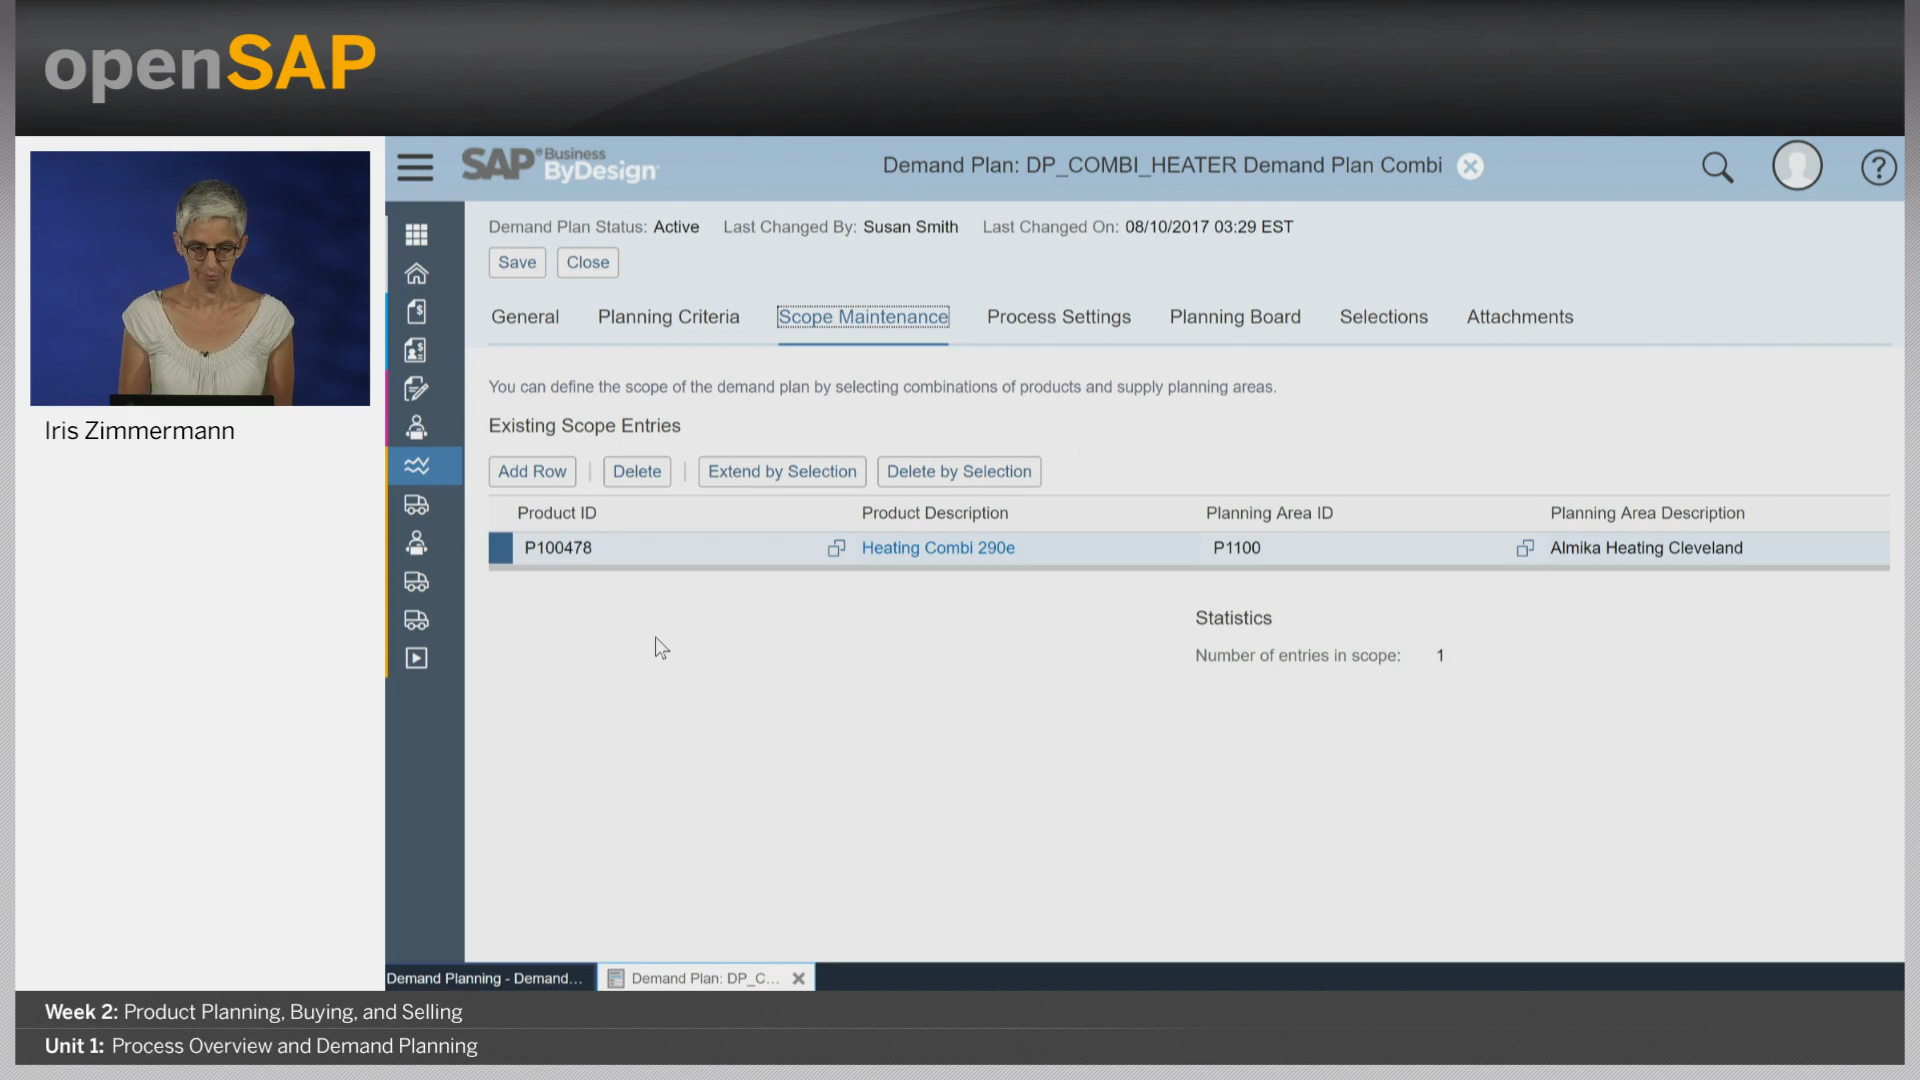 openSAP
Iris Zimmermann
SAP Business ByDesign
Demand Plan: DP_COMBI_HEATER Demand Plan Combi
Demand Plan Status: Active Last Changed By: Susan Smith Last Changed On: 08/10/2017 03:29 EST
Save Close
General Planning Criteria Scope Maintenance Process Settings Planning Board Selections Attachments
You can define the scope of the demand plan by selecting combinations of products and supply planning areas.
Existing Scope Entries
Add Row | Delete | Extend by Selection Delete by Selection
Product ID Product Description Planning Area ID Planning Area Description
P100478 Heating Combi 290e P1100 Almika Heating Cleveland
Statistics
Number of entries in scope: 1
Demand Planning - Demand... Demand Plan: DP_C...
Week 2: Product Planning, Buying, and Selling
Unit 1: Process Overview and Demand Planning